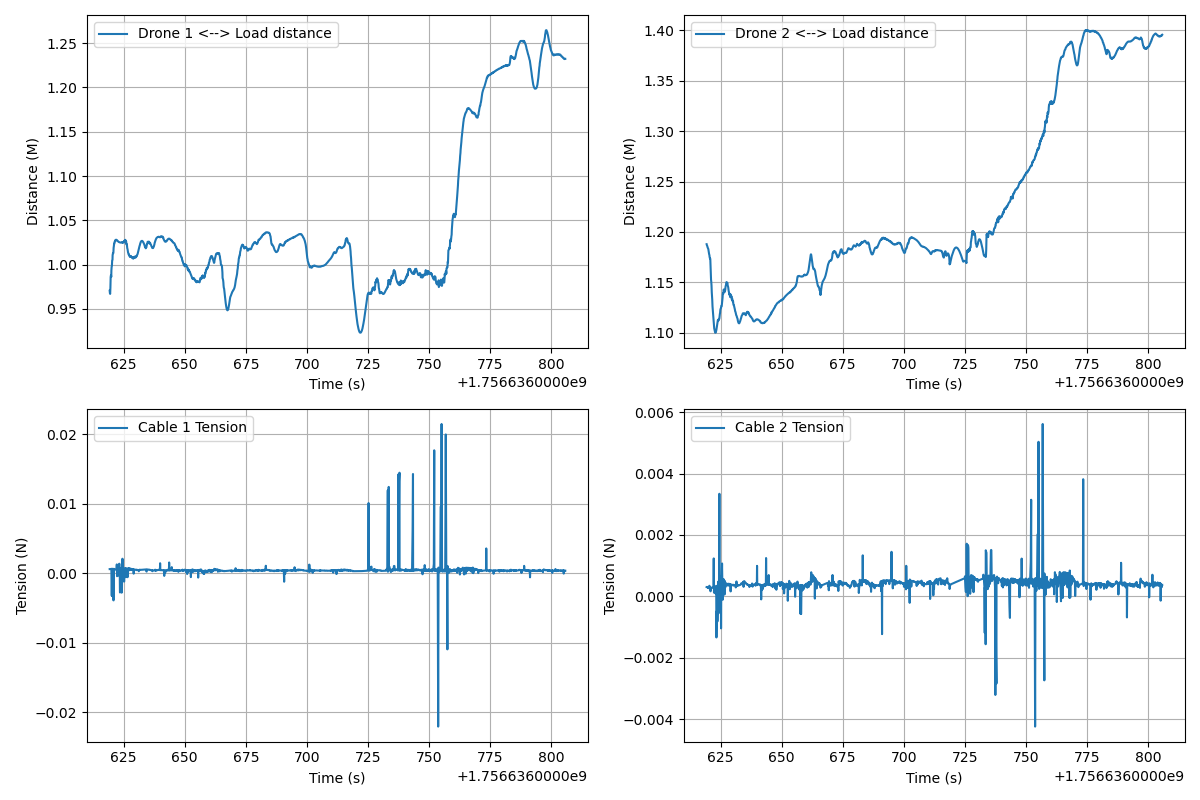 Drone 1 <--> Load distance
Distance (M)
1.25
1.20
1.15
1.10
1.05
1.00
0.95
625 650 675 700 725 750 775 800
Time (s)
+1.7566360000e9
Drone 2 <--> Load distance
Distance (M)
1.40
1.35
1.30
1.25
1.20
1.15
1.10
625 650 675 700 725 750 775 800
Time (s)
+1.7566360000e9
Cable 1 Tension
Tension (N)
0.02
0.01
0.00
−0.01
−0.02
625 650 675 700 725 750 775 800
Time (s)
+1.7566360000e9
Cable 2 Tension
Tension (N)
0.006
0.004
0.002
0.000
−0.002
−0.004
625 650 675 700 725 750 775 800
Time (s)
+1.7566360000e9